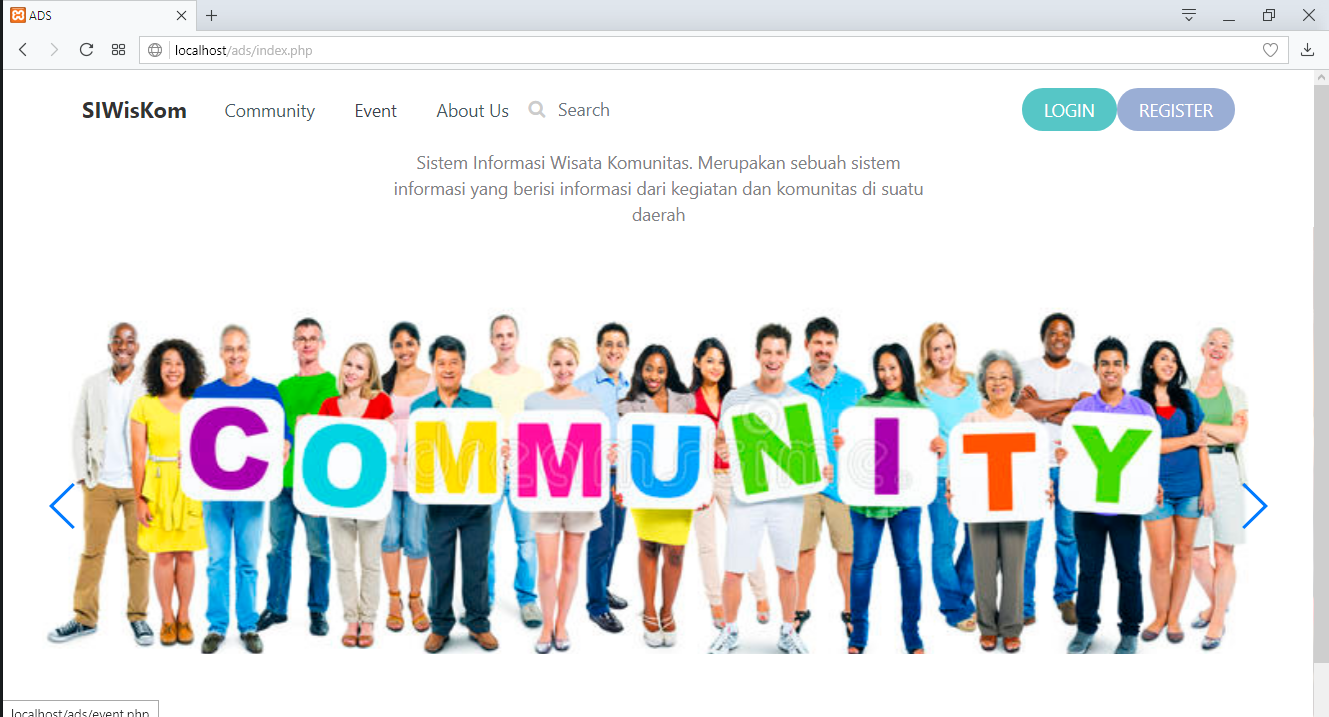 ADS
localhost/ads/index.php
SIWisKom Community Event About Us Search LOGIN REGISTER
Sistem Informasi Wisata Komunitas. Merupakan sebuah sistem
informasi yang berisi informasi dari kegiatan dan komunitas di suatu
daerah
COMMUNITY
dreamstime.
localhost/ads/event.php